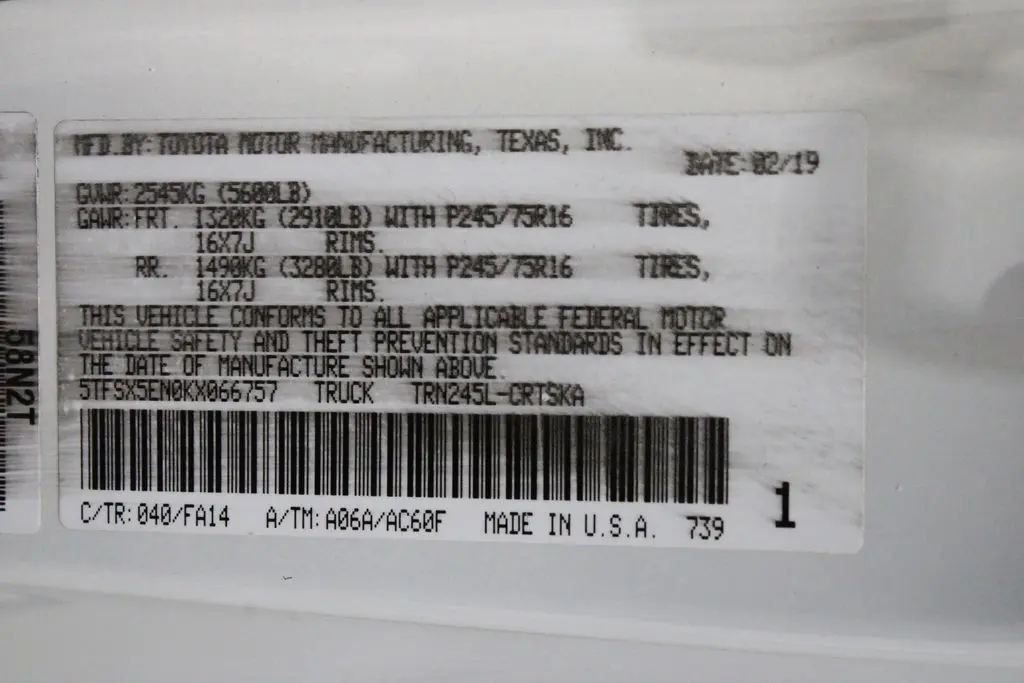 MFD.BY: TOYOTA MOTOR MANUFACTURING, TEXAS, INC.
DATE: 02/19
GVWR: 2545KG (5600LB)
GAWR: FRT. 1320KG (2910LB) WITH P245/75R16 TIRES,
16X7J RIMS.
RR. 1490KG (3280LB) WITH P245/75R16 TIRES,
16X7J RIMS.
THIS VEHICLE CONFORMS TO ALL APPLICABLE FEDERAL MOTOR
VEHICLE SAFETY AND THEFT PREVENTION STANDARDS IN EFFECT ON
THE DATE OF MANUFACTURE SHOWN ABOVE.
5TFSX5EN0KX066757 TRUCK TRN245L-CRTSKA
C/TR: 040/FA14 A/TM: A06A/AC60F MADE IN U.S.A. 739
1
58N2T